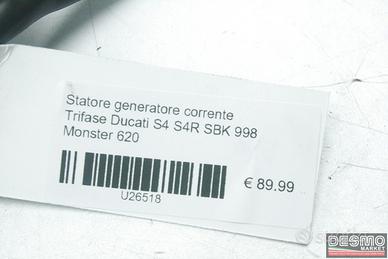 Statore generatore corrente
Trifase Ducati S4 S4R SBK 998
Monster 620
U26518
€ 89.99
DESMO
MARKET